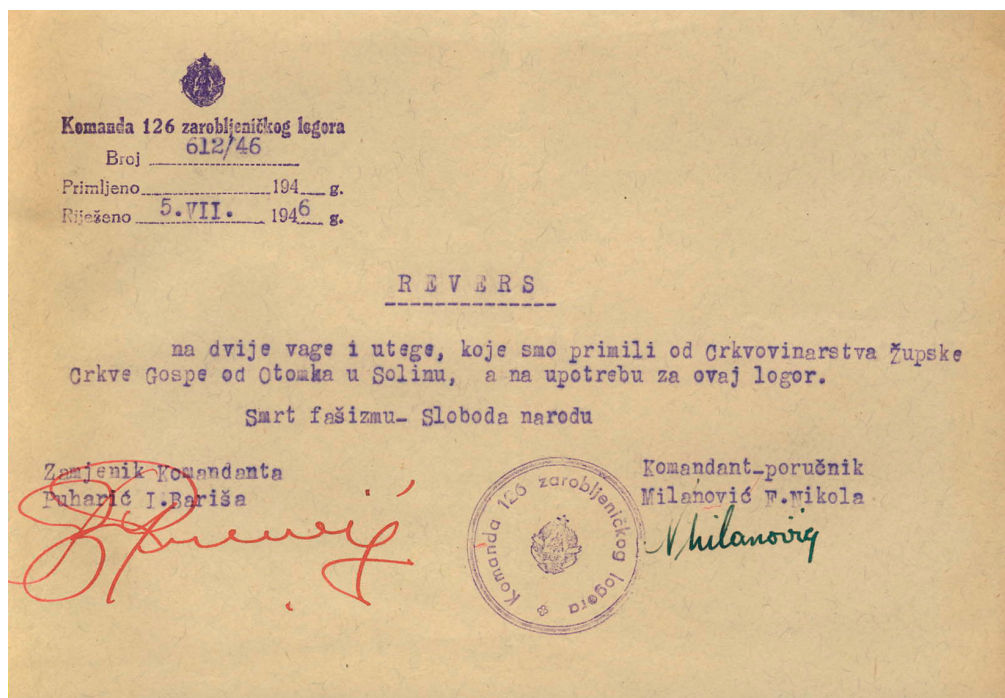 Komanda 126 zarobljeničkog logora
Broj 612/46
Primljeno 194 g.
Riješeno 5.VII. 1946 g.
REVERS
na dvije vage i utege, koje smo primili od Crkvovinarstva Župske
Crkve Gospe od Otomka u Solinu, a na upotrebu za ovaj logor.
Smrt fašizmu- Sloboda narodu
Zamjenik Komandanta
Puharić I.Bariša
Komandant-poručnik
Milanović F.Nikola
Komanda 126 zarobljeničkog logora
NMilanović